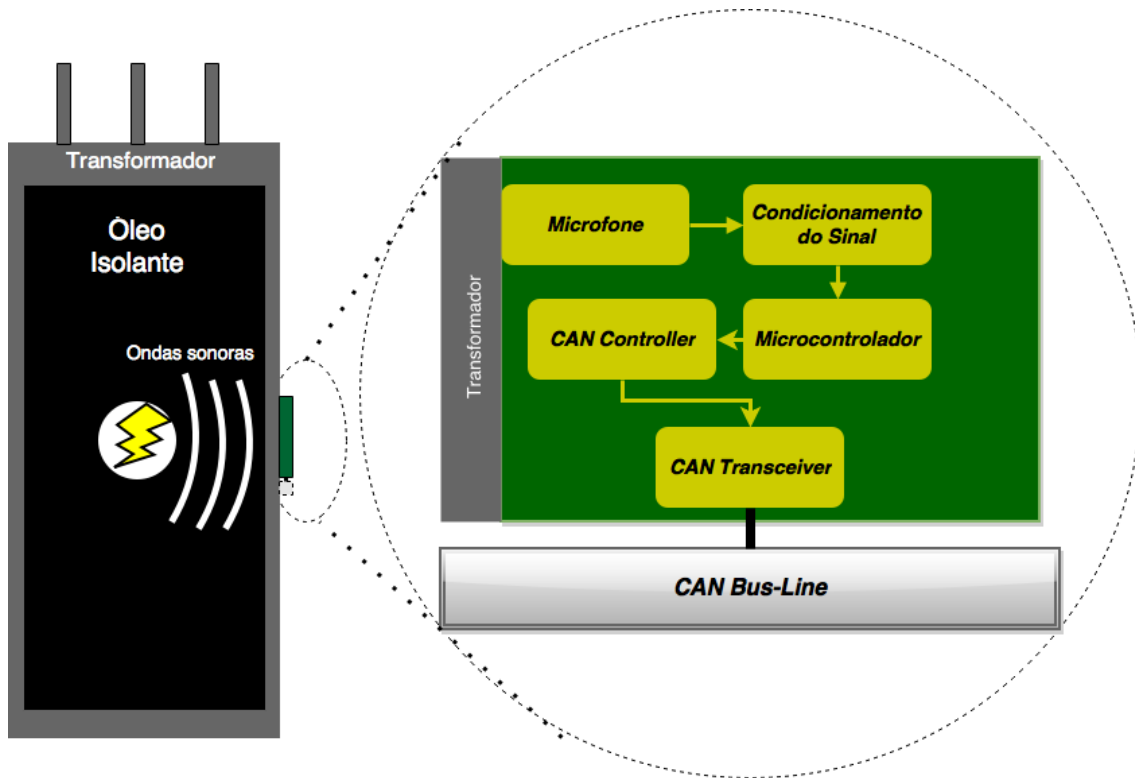 Transformador
Óleo
Isolante
Ondas sonoras
Transformador
Microfone
Condicionamento
do Sinal
CAN Controller
Microcontrolador
CAN Transceiver
CAN Bus-Line